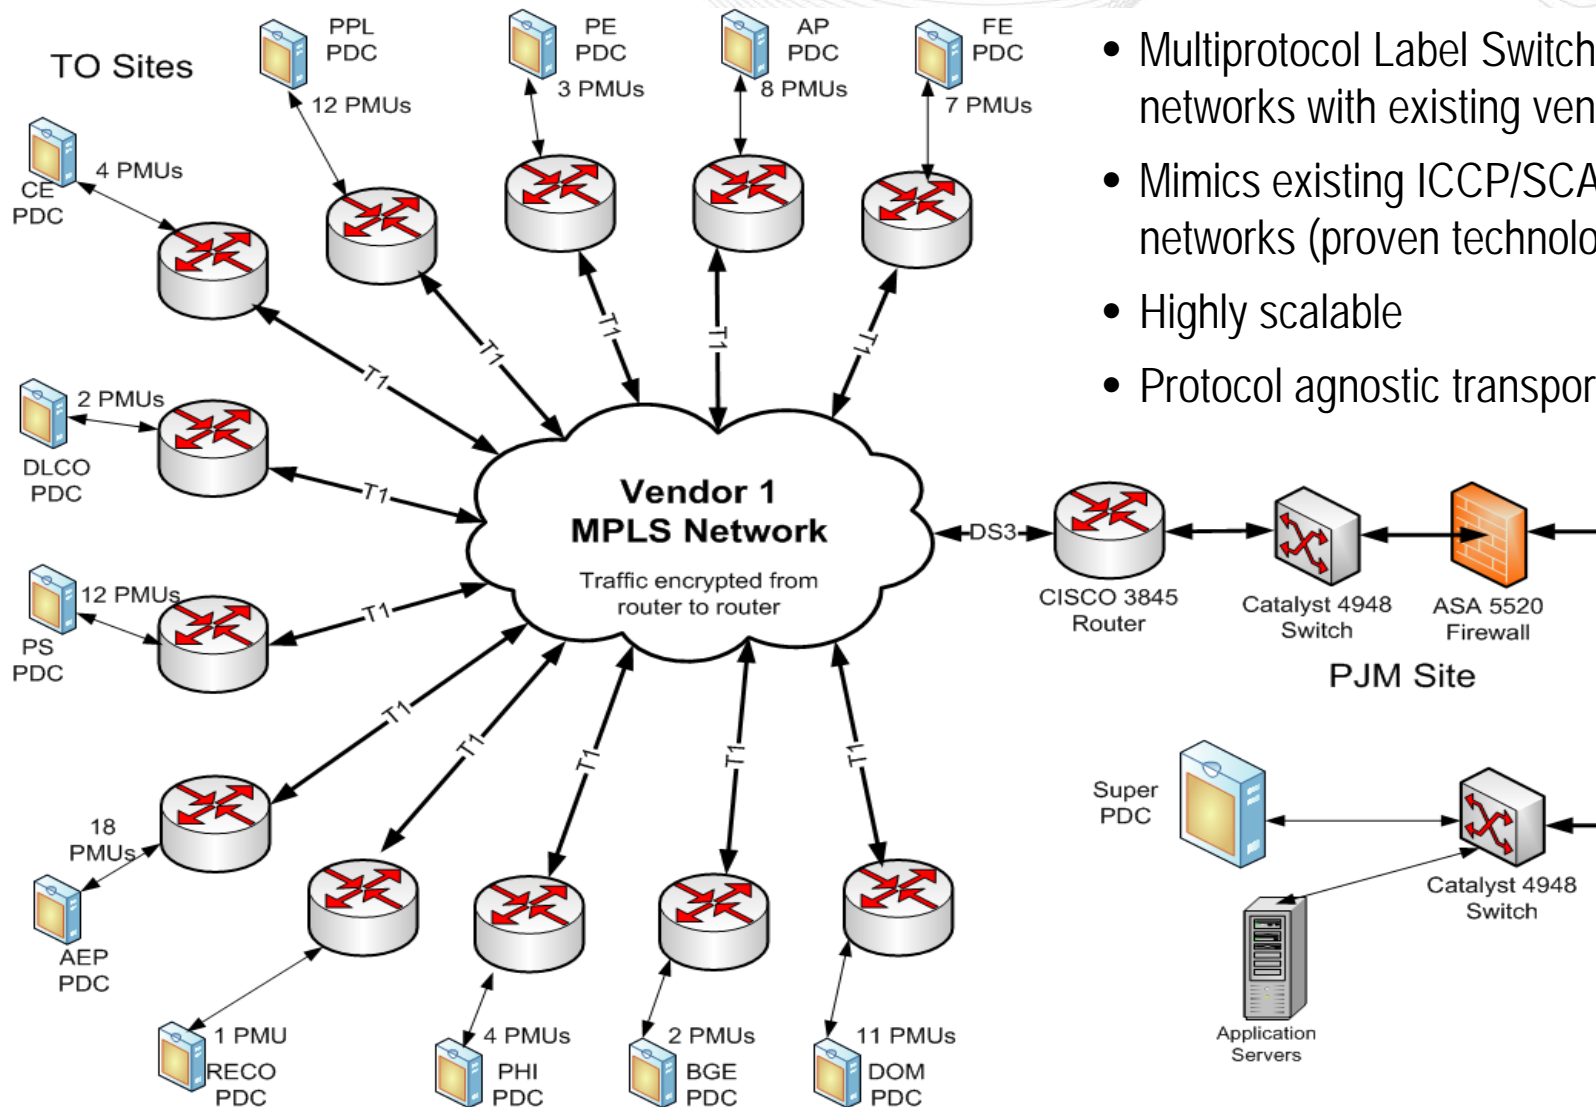 TO Sites
PPL
PDC
12 PMUs
PE
PDC
3 PMUs
AP
PDC
8 PMUs
FE
PDC
7 PMUs
4 PMUs
CE
PDC
2 PMUs
DLCO
PDC
12 PMUs
PS
PDC
18
PMUs
AEP
PDC
1 PMU
RECO
PDC
4 PMUs
PHI
PDC
2 PMUs
BGE
PDC
11 PMUs
DOM
PDC
T1
T1
T1
T1
T1
T1
T1
T1
T1
T1
T1
T1
Vendor 1
MPLS Network
Traffic encrypted from
router to router
DS3
CISCO 3845
Router
Catalyst 4948
Switch
ASA 5520
Firewall
PJM Site
Super
PDC
Catalyst 4948
Switch
Application
Servers
• Multiprotocol Label Switch
networks with existing ven
• Mimics existing ICCP/SCA
networks (proven technolo
• Highly scalable
• Protocol agnostic transpor